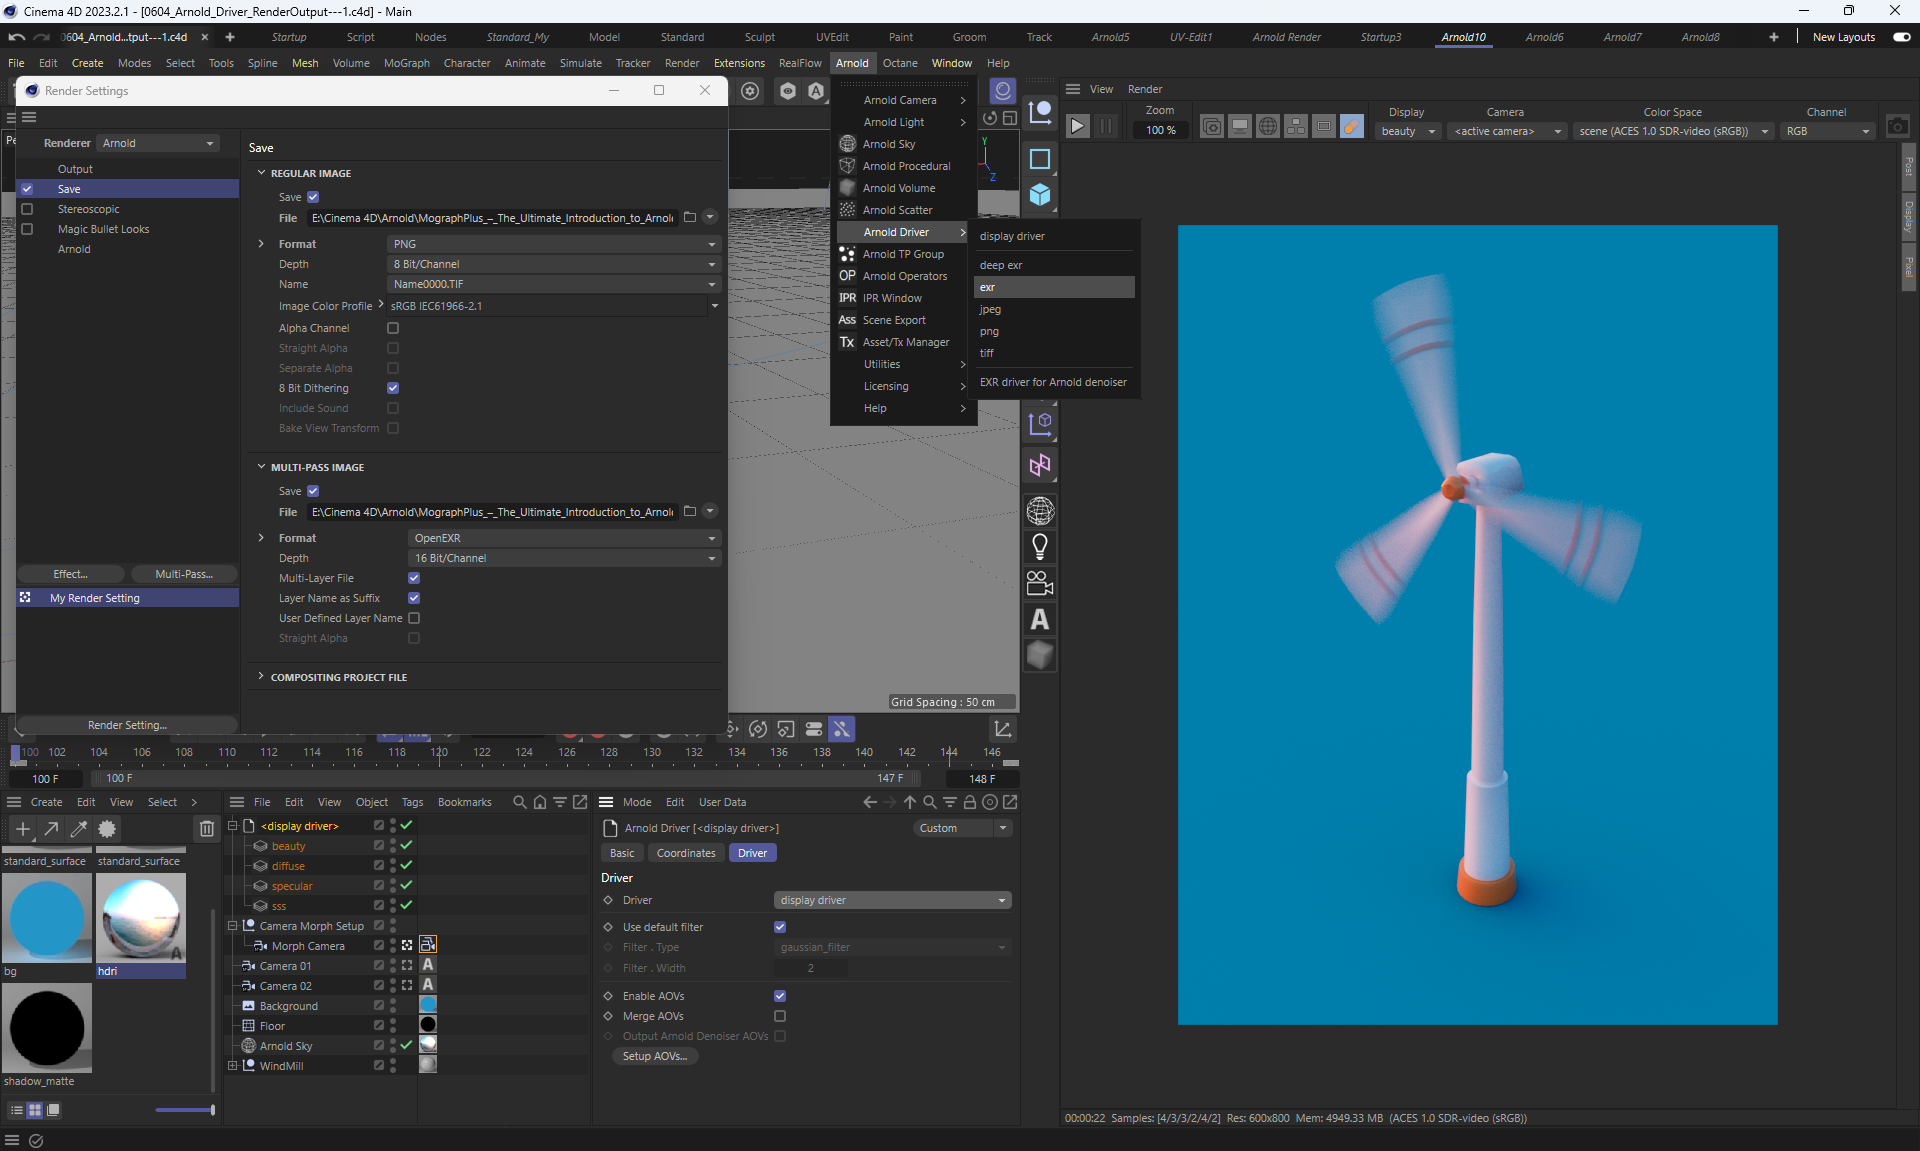 Cinema 4D 2023.2.1 - [0604_Arnold_Driver_RenderOutput---1.c4d] - Main
0604_Arnold...tput---1.c4d
Startup Script Nodes Standard_My Model Standard Sculpt UVEdit Paint Groom Track Arnold5 UV-Edit1 Arnold Render Startup3 Arnold10 Arnold6 Arnold7 Arnold8 New Layouts
File Edit Create Modes Select Tools Spline Mesh Volume MoGraph Character Animate Simulate Tracker Render Extensions RealFlow Arnold Octane Window Help
Render Settings
Renderer Arnold
Output
Save
Stereoscopic
Magic Bullet Looks
Arnold
Effect...
Multi-Pass...
My Render Setting
Render Setting...
Save
REGULAR IMAGE
Save
File E:\Cinema 4D\Arnold\MographPlus_–_The_Ultimate_Introduction_to_Arnol
Format PNG
Depth 8 Bit/Channel
Name Name0000.TIF
Image Color Profile sRGB IEC61966-2.1
Alpha Channel
Straight Alpha
Separate Alpha
8 Bit Dithering
Include Sound
Bake View Transform
MULTI-PASS IMAGE
Save
File E:\Cinema 4D\Arnold\MographPlus_–_The_Ultimate_Introduction_to_Arnol
Format OpenEXR
Depth 16 Bit/Channel
Multi-Layer File
Layer Name as Suffix
User Defined Layer Name
Straight Alpha
COMPOSITING PROJECT FILE
Pe
Arnold Camera
Arnold Light
Arnold Sky
Arnold Procedural
Arnold Volume
Arnold Scatter
Arnold Driver
Arnold TP Group
OP Arnold Operators
IPR IPR Window
Ass Scene Export
Tx Asset/Tx Manager
Utilities
Licensing
Help
display driver
deep exr
exr
jpeg
png
tiff
EXR driver for Arnold denoiser
Y
Z
Grid Spacing : 50 cm
View Render
Zoom
100 %
Display
beauty
Camera
<active camera>
Color Space
scene (ACES 1.0 SDR-video (sRGB))
Channel
RGB
Post
Display
Pixel
A
00:00:22 Samples: [4/3/3/2/4/2] Res: 600x800 Mem: 4949.33 MB (ACES 1.0 SDR-video (sRGB))
100 102 104 106 108 110 112 114 116 118 120 122 124 126 128 130 132 134 136 138 140 142 144 146
100 F 100 F 147 F 148 F
Create Edit View Select
standard_surface standard_surface
bg
hdri
shadow_matte
File Edit View Object Tags Bookmarks
<display driver>
beauty
diffuse
specular
sss
Camera Morph Setup
Morph Camera
Camera 01
Camera 02
Background
Floor
Arnold Sky
WindMill
Mode Edit User Data
Arnold Driver [<display driver>]
Custom
Basic Coordinates Driver
Driver
Driver display driver
Use default filter
Filter . Type gaussian_filter
Filter . Width 2
Enable AOVs
Merge AOVs
Output Arnold Denoiser AOVs
Setup AOVs...